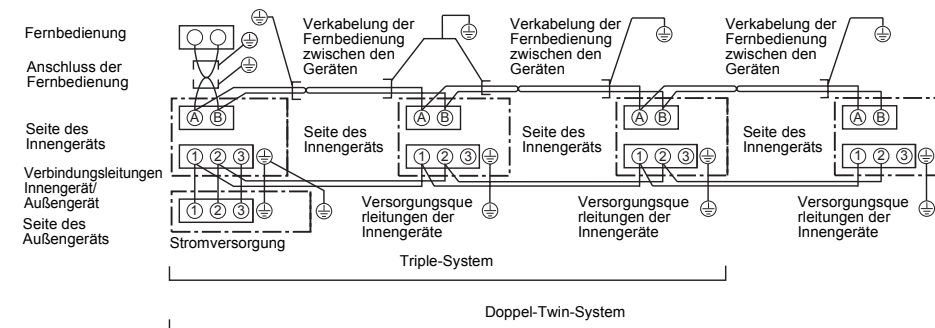 Fernbedienung
Anschluss der
Fernbedienung
Verkabelung der
Fernbedienung
zwischen den
Geräten
Verkabelung der
Fernbedienung
zwischen den
Geräten
Verkabelung der
Fernbedienung
zwischen den
Geräten
A B
A B
A B
A B
Seite des
Innengeräts
Seite des
Innengeräts
Seite des
Innengeräts
Seite des
Innengeräts
1 2 3
1 2 3
1 2 3
1 2 3
Verbindungsleitungen
Innengerät/
Außengerät
1 2 3
Seite des
Außengeräts
Stromversorgung
Versorgungsque
rleitungen der
Innengeräte
Versorgungsque
rleitungen der
Innengeräte
Versorgungsque
rleitungen der
Innengeräte
Triple-System
Doppel-Twin-System